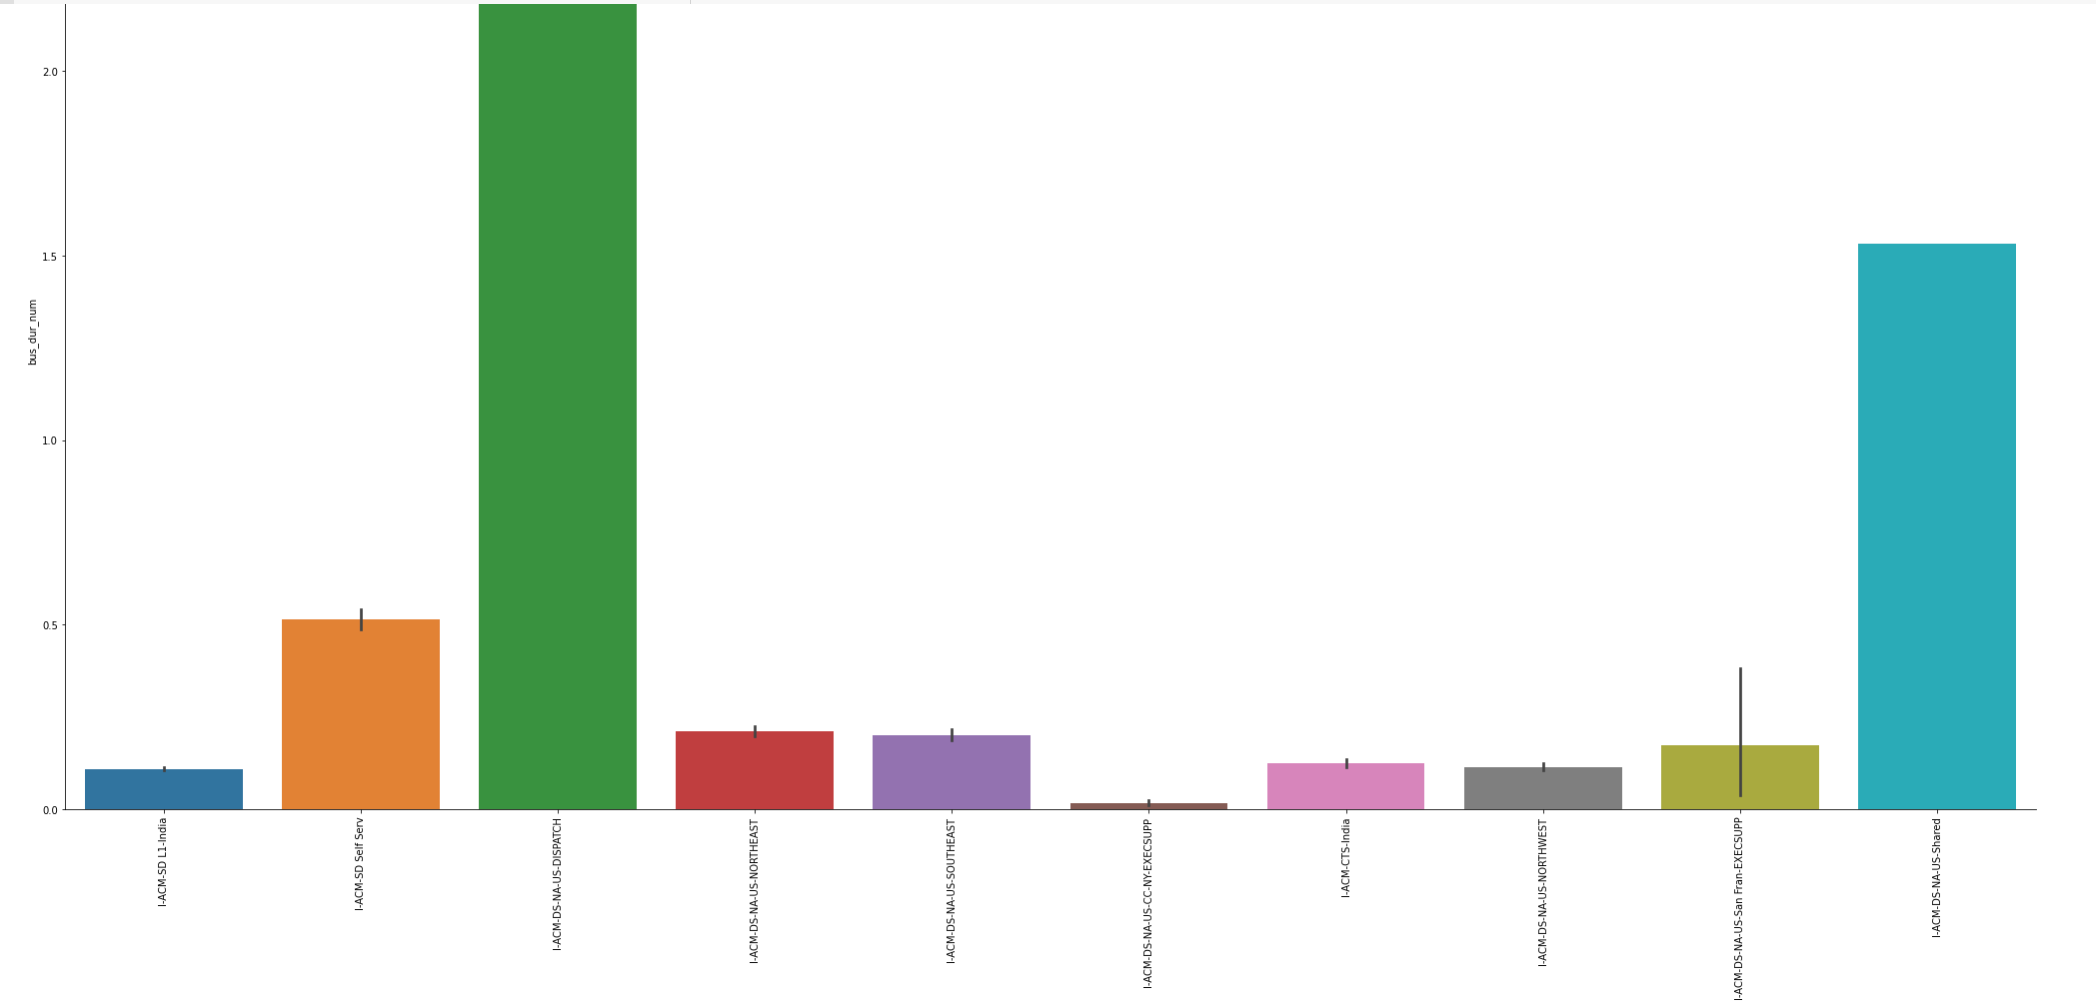 2.0
1.5
1.0
0.5
0.0
bus_dur_num
I-ACM-SD L1-India
I-ACM-SD Self Serv
I-ACM-DS-NA-US-DISPATCH
I-ACM-DS-NA-US-NORTHEAST
I-ACM-DS-NA-US-SOUTHEAST
I-ACM-DS-NA-US-CC-NY-EXECSUPP
I-ACM-CTS-India
I-ACM-DS-NA-US-NORTHWEST
I-ACM-DS-NA-US-San Fran-EXECSUPP
I-ACM-DS-NA-US-Shared